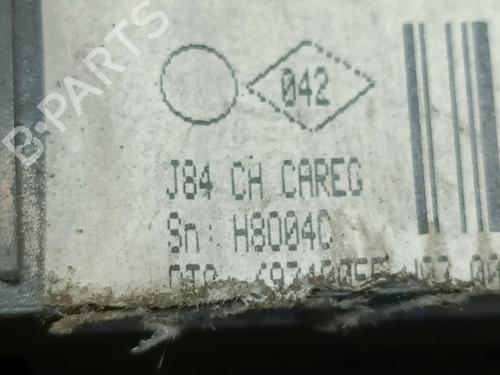 B-PARTS
042
J84 CH CAREG
Sn: H8004C